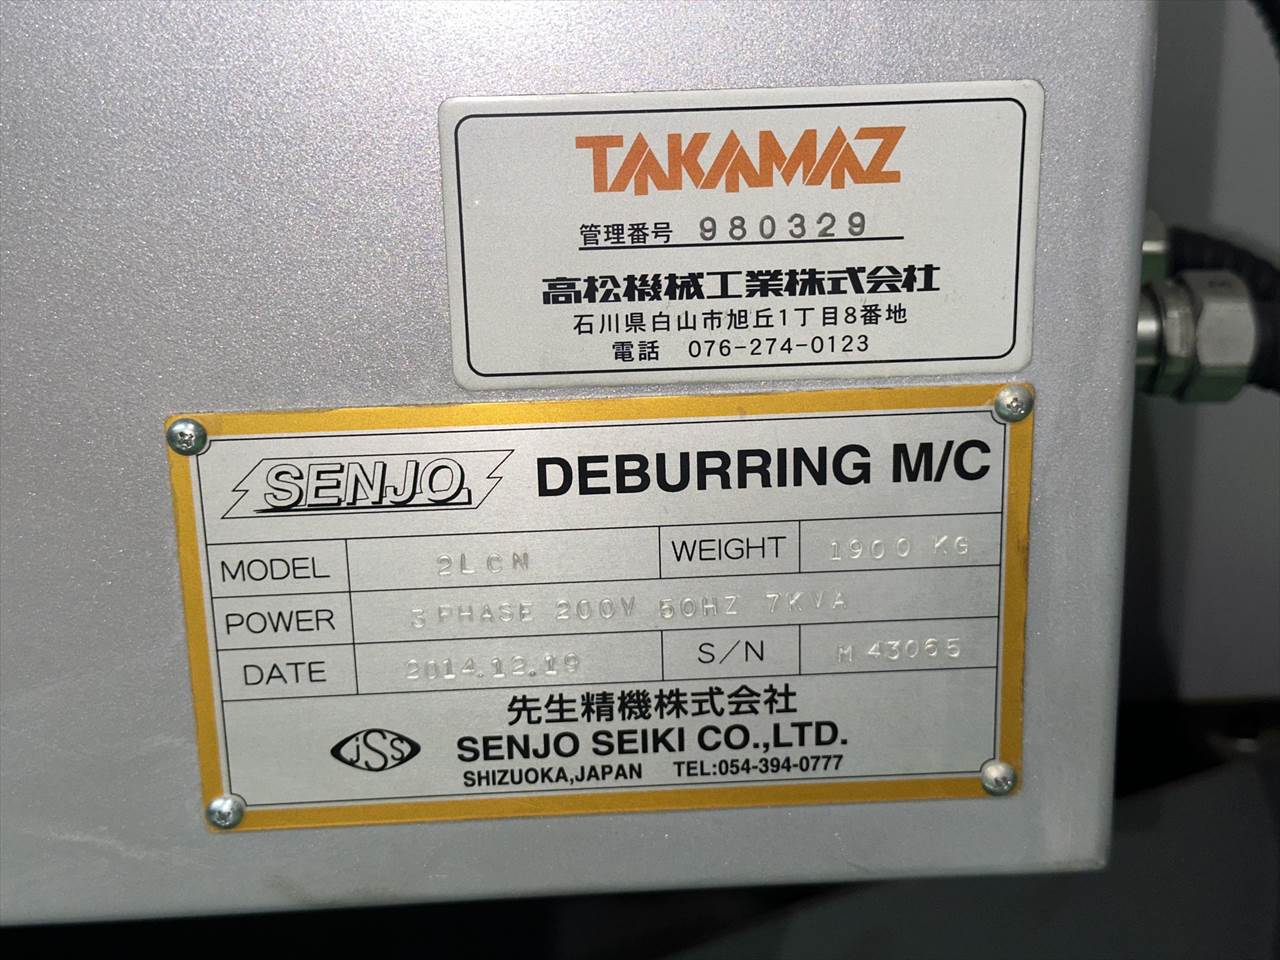 TAKAMAZ
管理番号 980329
高松機械工業株式会社
石川県白山市旭丘1丁目8番地
電話 076-274-0123
SENJO DEBURRING M/C
MODEL 2LCN WEIGHT 1900 KG
POWER 3PHASE 200V 50HZ 7KVA
DATE 2014.12.19 S/N M 43065
先生精機株式会社
JSS SENJO SEIKI CO.,LTD.
SHIZUOKA,JAPAN TEL:054-394-0777